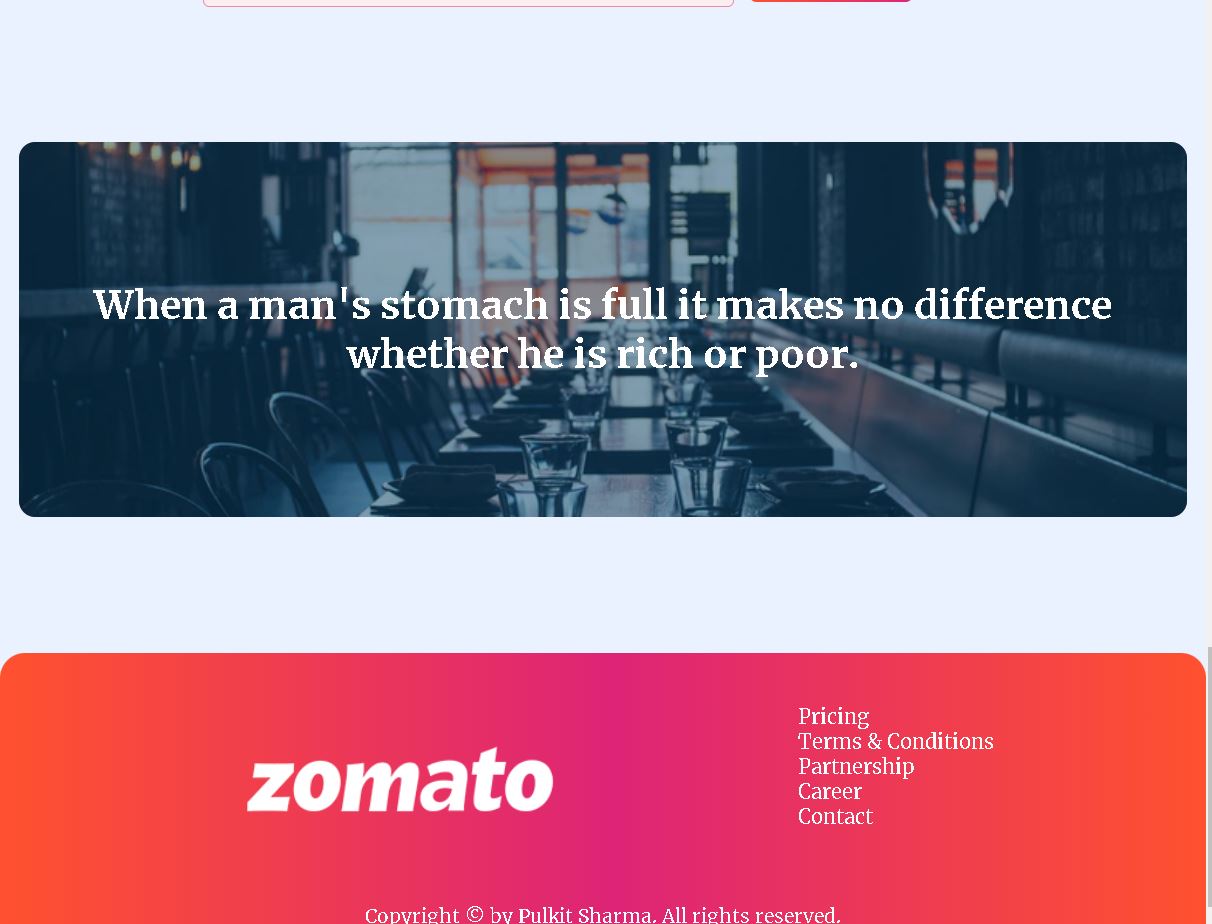 When a man's stomach is full it makes no difference
whether he is rich or poor.
zomato
Pricing
Terms & Conditions
Partnership
Career
Contact
Copyright © by Pulkit Sharma. All rights reserved.